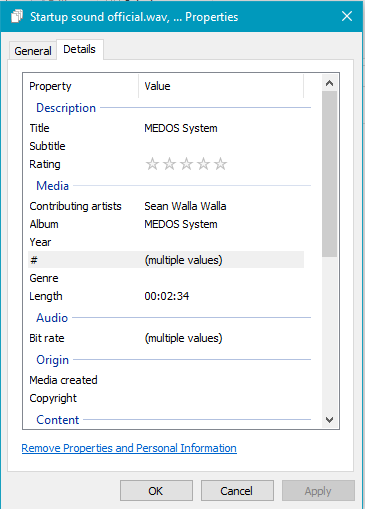 Startup sound official.wav, ... Properties
General Details
Property Value
Description
Title MEDOS System
Subtitle
Rating
Media
Contributing artists Sean Walla Walla
Album MEDOS System
Year
# (multiple values)
Genre
Length 00:02:34
Audio
Bit rate (multiple values)
Origin
Media created
Copyright
Content
Remove Properties and Personal Information
OK Cancel Apply